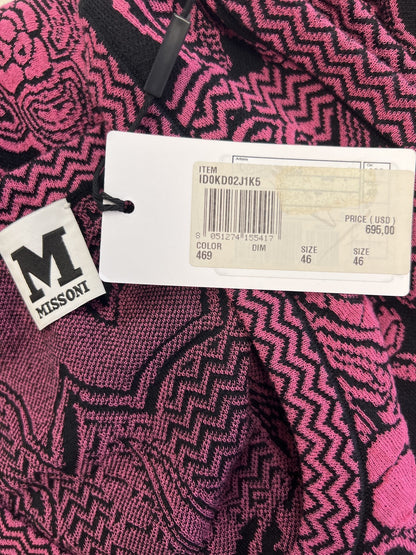 M
MISSONI
ITEM
ID0KD02J1K5
PRICE ( USD )
695,00
8 051274 155417
COLOR DIM SIZE SIZE
469 46 46